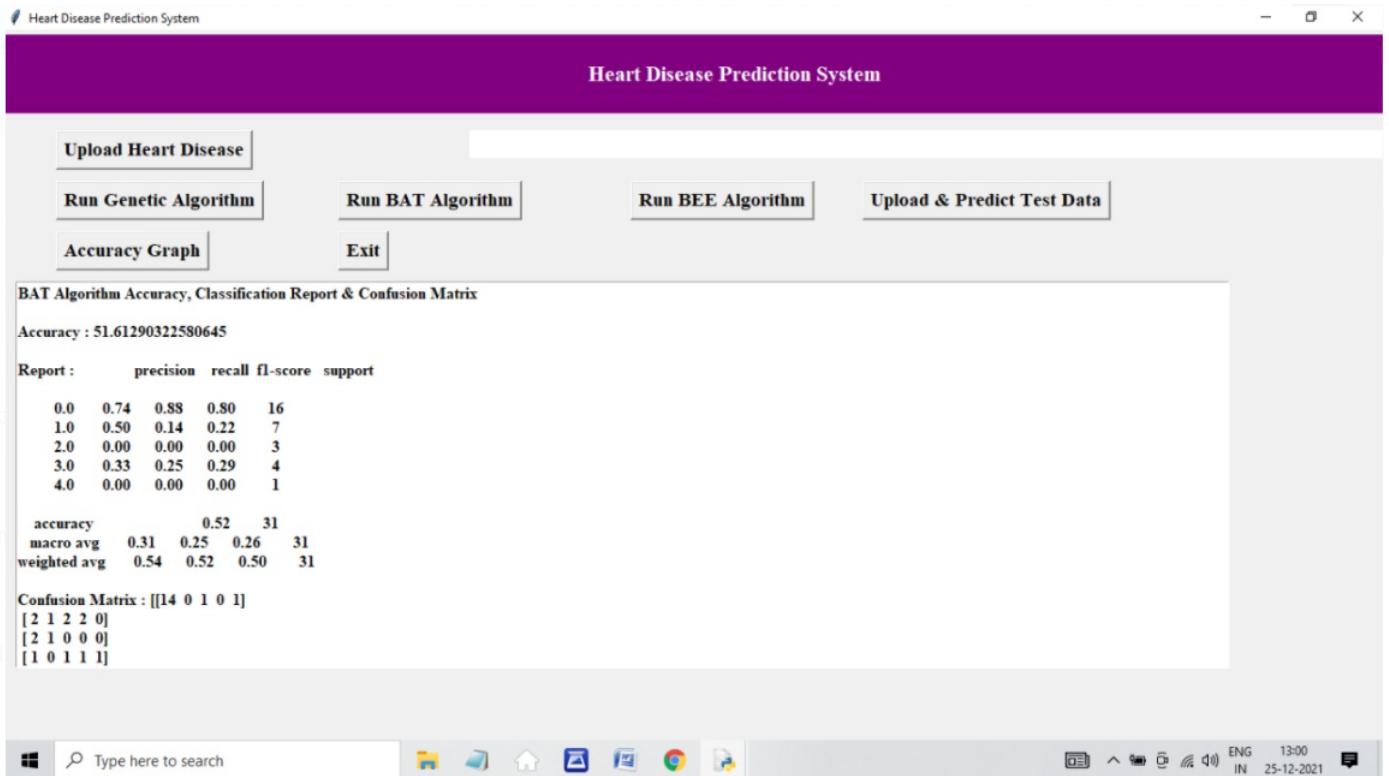 Heart Disease Prediction System
Heart Disease Prediction System
Upload Heart Disease
Run Genetic Algorithm Run BAT Algorithm Run BEE Algorithm Upload & Predict Test Data
Accuracy Graph Exit
BAT Algorithm Accuracy, Classification Report & Confusion Matrix
Accuracy : 51.61290322580645
Report : precision recall f1-score support
0.0 0.74 0.88 0.80 16
1.0 0.50 0.14 0.22 7
2.0 0.00 0.00 0.00 3
3.0 0.33 0.25 0.29 4
4.0 0.00 0.00 0.00 1
accuracy 0.52 31
macro avg 0.31 0.25 0.26 31
weighted avg 0.54 0.52 0.50 31
Confusion Matrix : [[14 0 1 0 1]
[ 2 1 2 2 0]
[ 2 1 0 0 0]
[ 1 0 1 1 1]
Type here to search
ENG 13:00
IN 25-12-2021